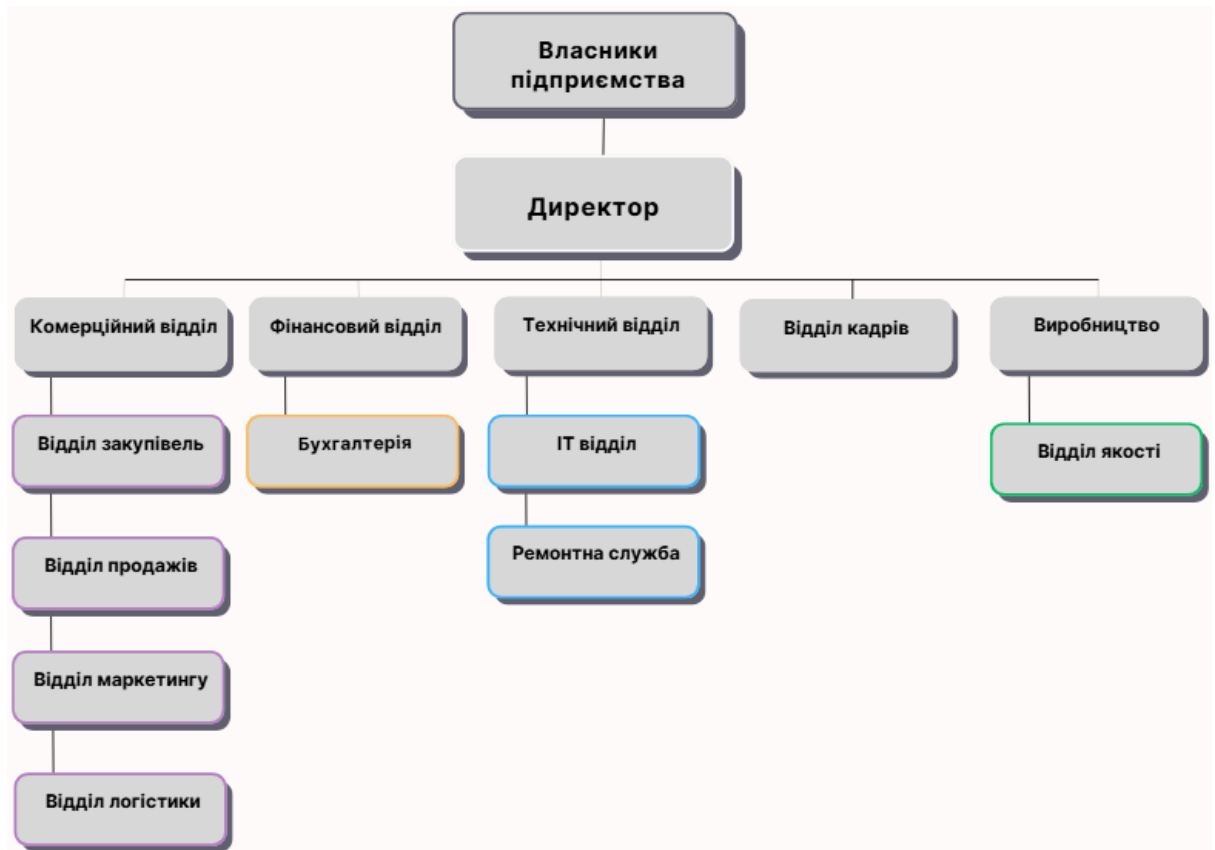 Власники
підприємства
Директор
Комерційний відділ
Фінансовий відділ
Технічний відділ
Відділ кадрів
Виробництво
Відділ закупівель
Бухгалтерія
ІТ відділ
Відділ якості
Відділ продажів
Ремонтна служба
Відділ маркетингу
Відділ логістики